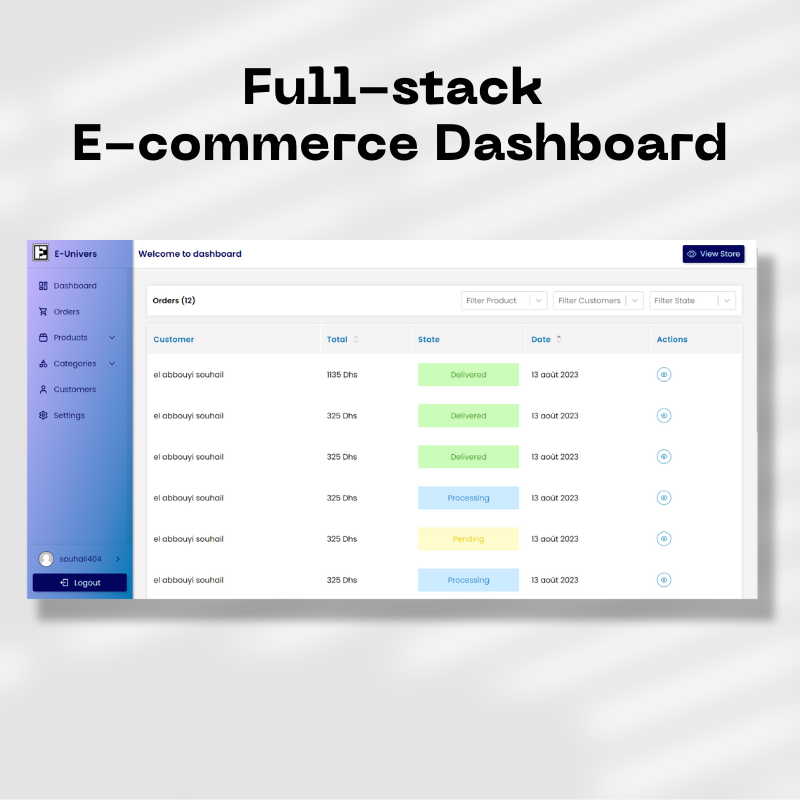 Full-stack
E-commerce Dashboard
E E-Univers
Welcome to dashboard
View Store
Dashboard
Orders
Products
Categories
Customers
Settings
souhail404
Logout
Orders (12)
Filter Product
Filter Customers
Filter State
Customer Total State Date Actions
el abbouyi souhail 1135 Dhs Delivered 13 août 2023
el abbouyi souhail 325 Dhs Delivered 13 août 2023
el abbouyi souhail 325 Dhs Delivered 13 août 2023
el abbouyi souhail 325 Dhs Processing 13 août 2023
el abbouyi souhail 325 Dhs Pending 13 août 2023
el abbouyi souhail 325 Dhs Processing 13 août 2023